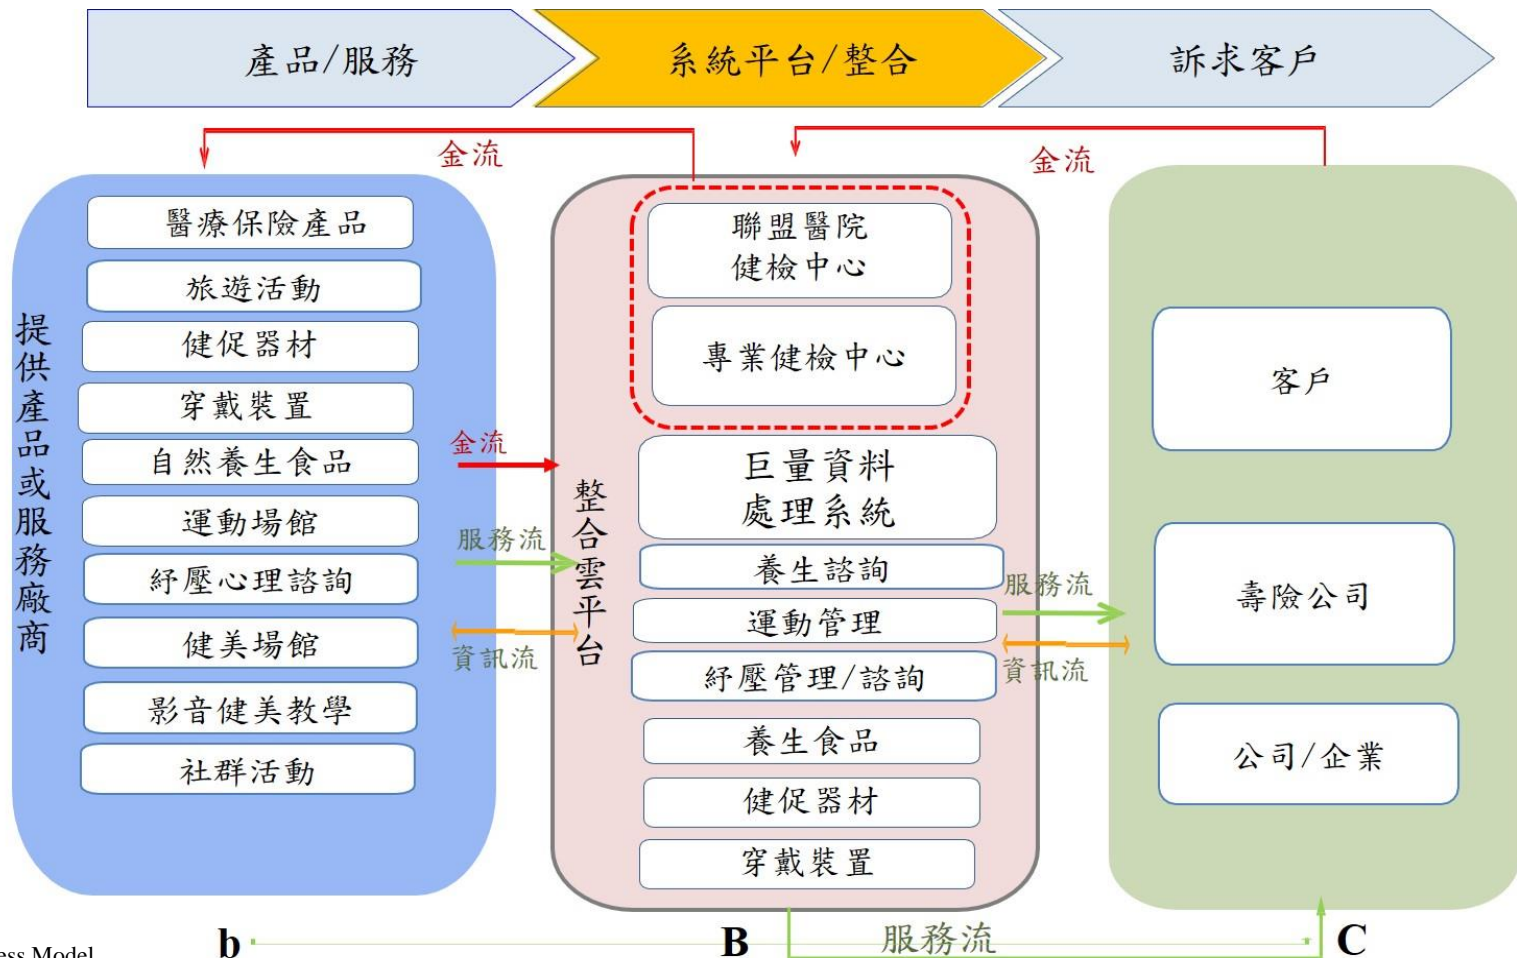 產品/服務
系統平台/整合
訴求客戶
金流
金流
提供產品或服務廠商
醫療保險產品
旅遊活動
健促器材
穿戴裝置
自然養生食品
運動場館
紓壓心理諮詢
健美場館
影音健美教學
社群活動
金流
服務流
資訊流
整合雲平台
聯盟醫院
健檢中心
專業健檢中心
巨量資料
處理系統
養生諮詢
運動管理
紓壓管理/諮詢
養生食品
健促器材
穿戴裝置
服務流
資訊流
客戶
壽險公司
公司/企業
b
B
服務流
C
ess Model